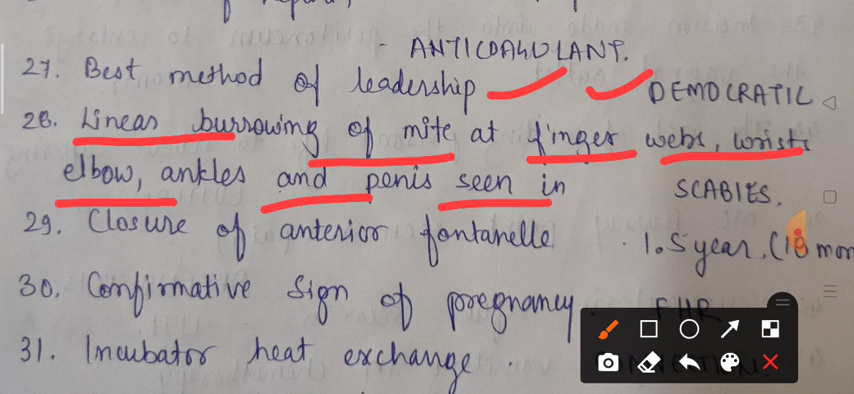 ANTICOAGULANT.
27. Best method of leadership DEMOCRATIC
28. Linear burrowing of mite at finger webs, wrists
elbow, ankles and penis seen in SCABIES.
29. Closure of anterior fontanelle 1.5 year. (18 mon
30. Confirmative sign of pregnancy. FHR
31. Incubator heat exchange.